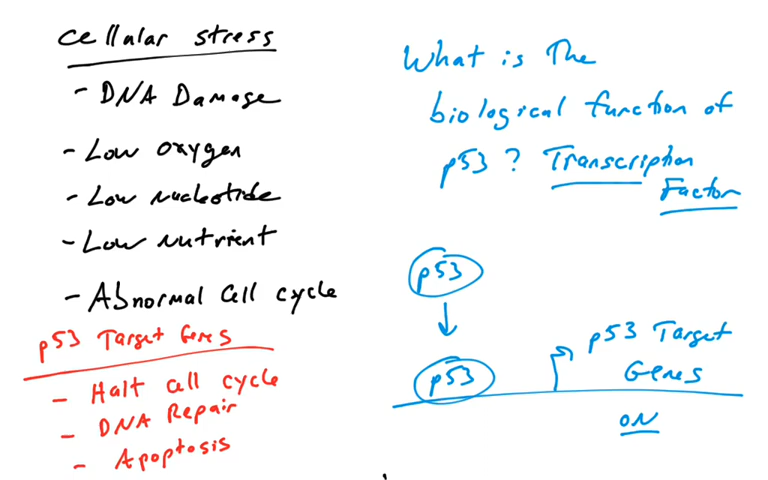 Cellular stress
- DNA Damage
- Low oxygen
- Low nucleotide
- Low nutrient
- Abnormal Cell cycle
p53 Target Genes
- Halt cell cycle
- DNA Repair
- Apoptosis
What is The
biological function of
p53? Transcription
Factor
p53
p53
p53 Target
Genes
ON